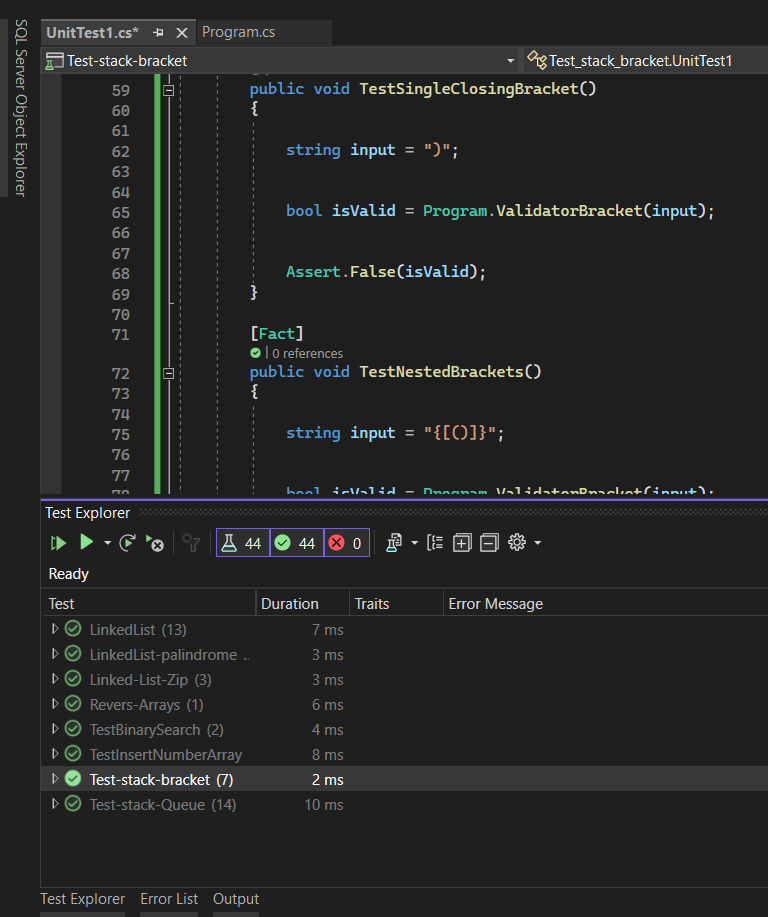 SQL Server Object Explorer
UnitTest1.cs* Program.cs
Test-stack-bracket Test_stack_bracket.UnitTest1
59 public void TestSingleClosingBracket()
60 {
61
62 string input = ")";
63
64
65 bool isValid = Program.ValidatorBracket(input);
66
67
68 Assert.False(isValid);
69 }
70
71 [Fact]
0 references
72 public void TestNestedBrackets()
73 {
74
75 string input = "{[()]}";
76
77
78 bool isValid = Program.ValidatorBracket(input);
Test Explorer
44 44 0
Ready
Test Duration Traits Error Message
LinkedList (13) 7 ms
LinkedList-palindrome .. 3 ms
Linked-List-Zip (3) 3 ms
Revers-Arrays (1) 6 ms
TestBinarySearch (2) 4 ms
TestInsertNumberArray 8 ms
Test-stack-bracket (7) 2 ms
Test-stack-Queue (14) 10 ms
Test Explorer Error List Output